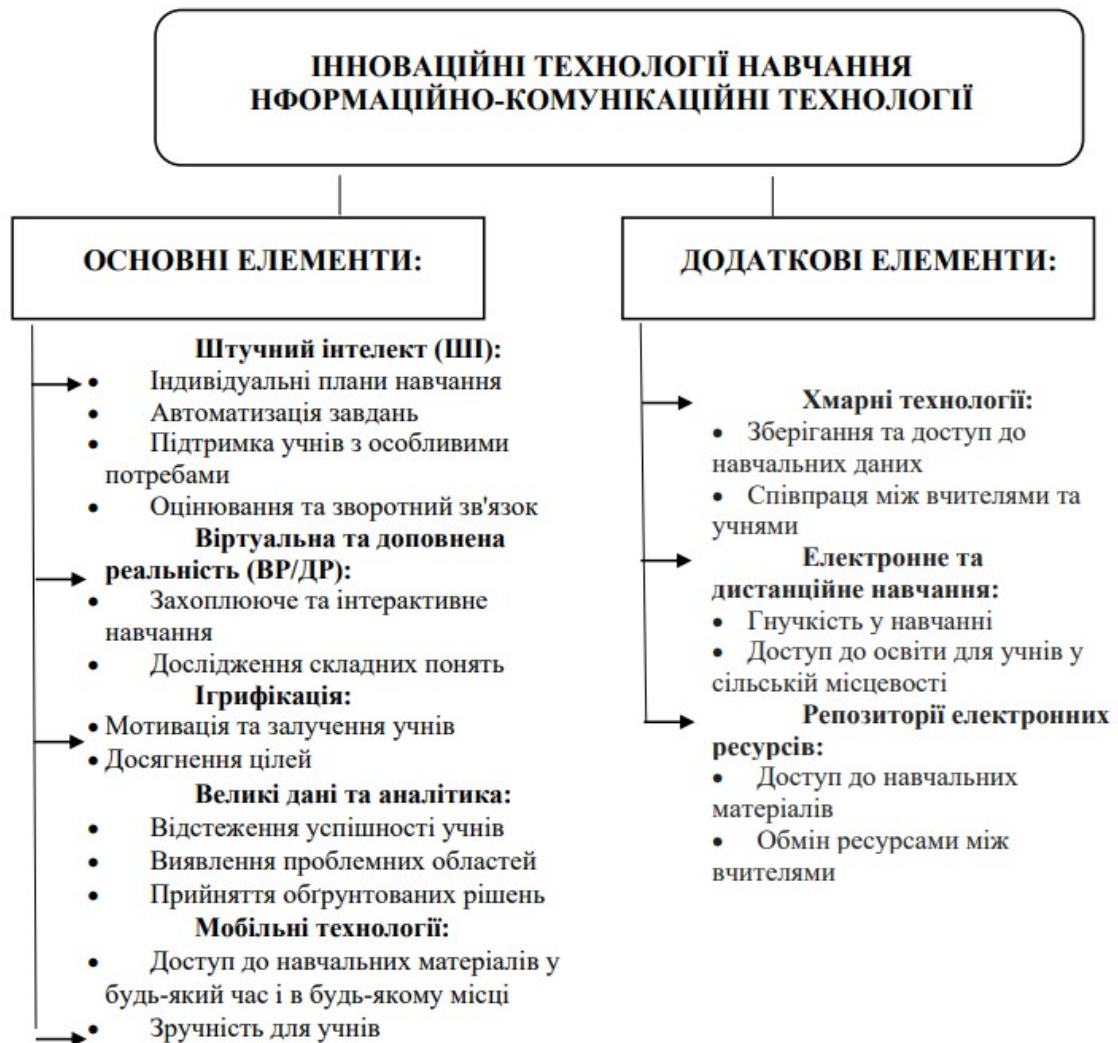 ІННОВАЦІЙНІ ТЕХНОЛОГІЇ НАВЧАННЯ
НФОРМАЦІЙНО-КОМУНІКАЦІЙНІ ТЕХНОЛОГІЇ
ОСНОВНІ ЕЛЕМЕНТИ:
Штучний інтелект (ШІ):
• Індивідуальні плани навчання
• Автоматизація завдань
• Підтримка учнів з особливими
потребами
• Оцінювання та зворотний зв'язок
Віртуальна та доповнена
реальність (ВР/ДР):
• Захоплююче та інтерактивне
навчання
• Дослідження складних понять
Ігрифікація:
• Мотивація та залучення учнів
• Досягнення цілей
Великі дані та аналітика:
• Відстеження успішності учнів
• Виявлення проблемних областей
• Прийняття обґрунтованих рішень
Мобільні технології:
• Доступ до навчальних матеріалів у
будь-який час і в будь-якому місці
• Зручність для учнів
ДОДАТКОВІ ЕЛЕМЕНТИ:
Хмарні технології:
• Зберігання та доступ до
навчальних даних
• Співпраця між вчителями та
учнями
Електронне та
дистанційне навчання:
• Гнучкість у навчанні
• Доступ до освіти для учнів у
сільській місцевості
Репозиторії електронних
ресурсів:
• Доступ до навчальних
матеріалів
• Обмін ресурсами між
вчителями